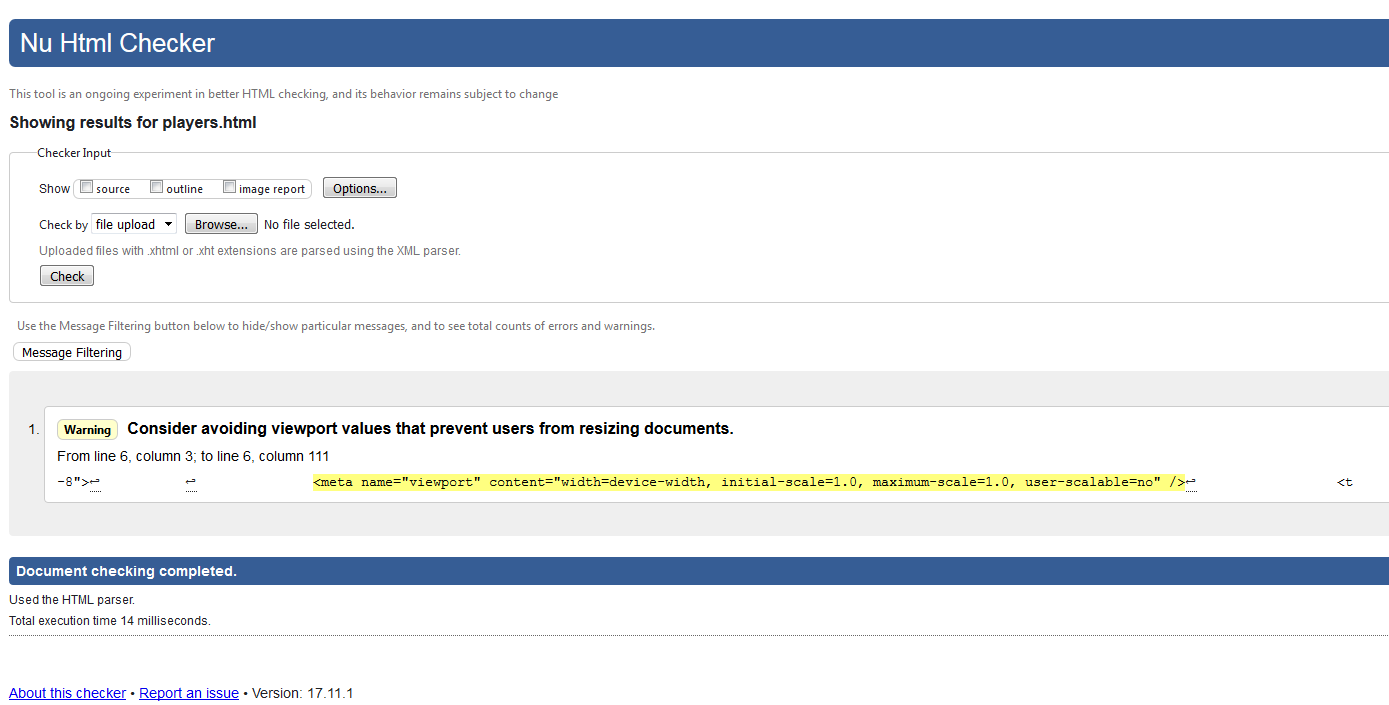 Nu Html Checker
This tool is an ongoing experiment in better HTML checking, and its behavior remains subject to change
Showing results for players.html
Checker Input
Show source outline image report Options...
Check by file upload Browse... No file selected.
Uploaded files with .xhtml or .xht extensions are parsed using the XML parser.
Check
Use the Message Filtering button below to hide/show particular messages, and to see total counts of errors and warnings.
Message Filtering
1. Warning Consider avoiding viewport values that prevent users from resizing documents.
From line 6, column 3; to line 6, column 111
-8">↩ ↩ <meta name="viewport" content="width=device-width, initial-scale=1.0, maximum-scale=1.0, user-scalable=no" />↩ <t
Document checking completed.
Used the HTML parser.
Total execution time 14 milliseconds.
About this checker • Report an issue • Version: 17.11.1